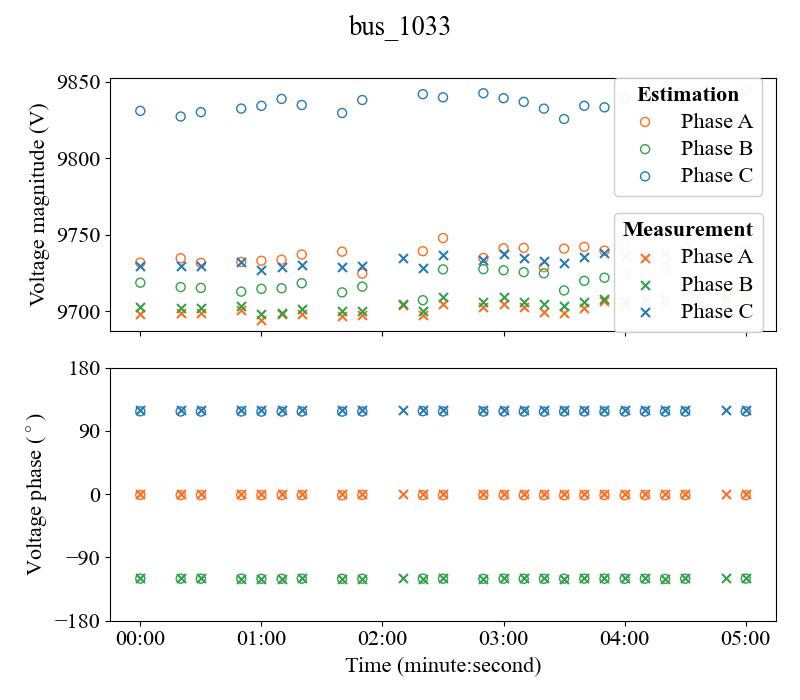 bus_1033
Voltage magnitude (V)
9850
9800
9750
9700
Estimation
Phase A
Phase B
Phase C
Measurement
Phase A
Phase B
Phase C
Voltage phase (°)
180
90
0
−90
−180
00:00 01:00 02:00 03:00 04:00 05:00
Time (minute:second)